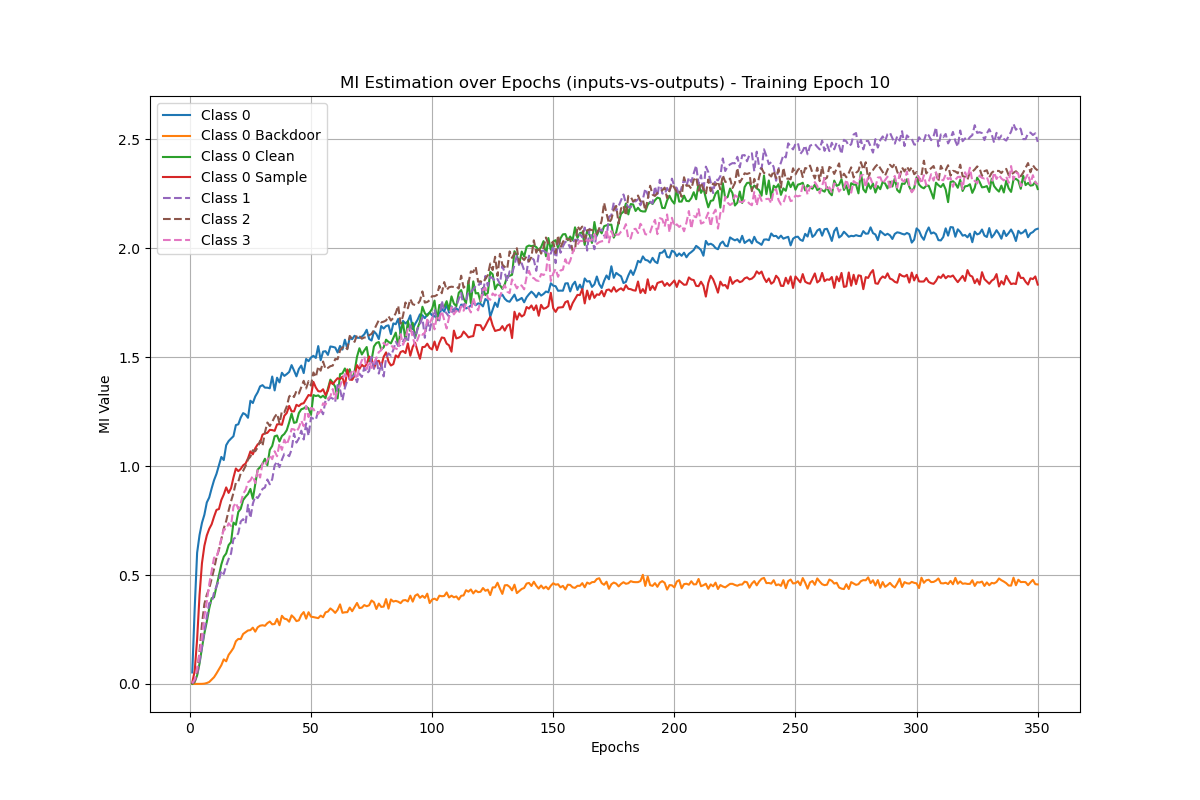 MI Estimation over Epochs (inputs-vs-outputs) - Training Epoch 10
Class 0
Class 0 Backdoor
Class 0 Clean
Class 0 Sample
Class 1
Class 2
Class 3
MI Value
2.5
2.0
1.5
1.0
0.5
0.0
0 50 100 150 200 250 300 350
Epochs